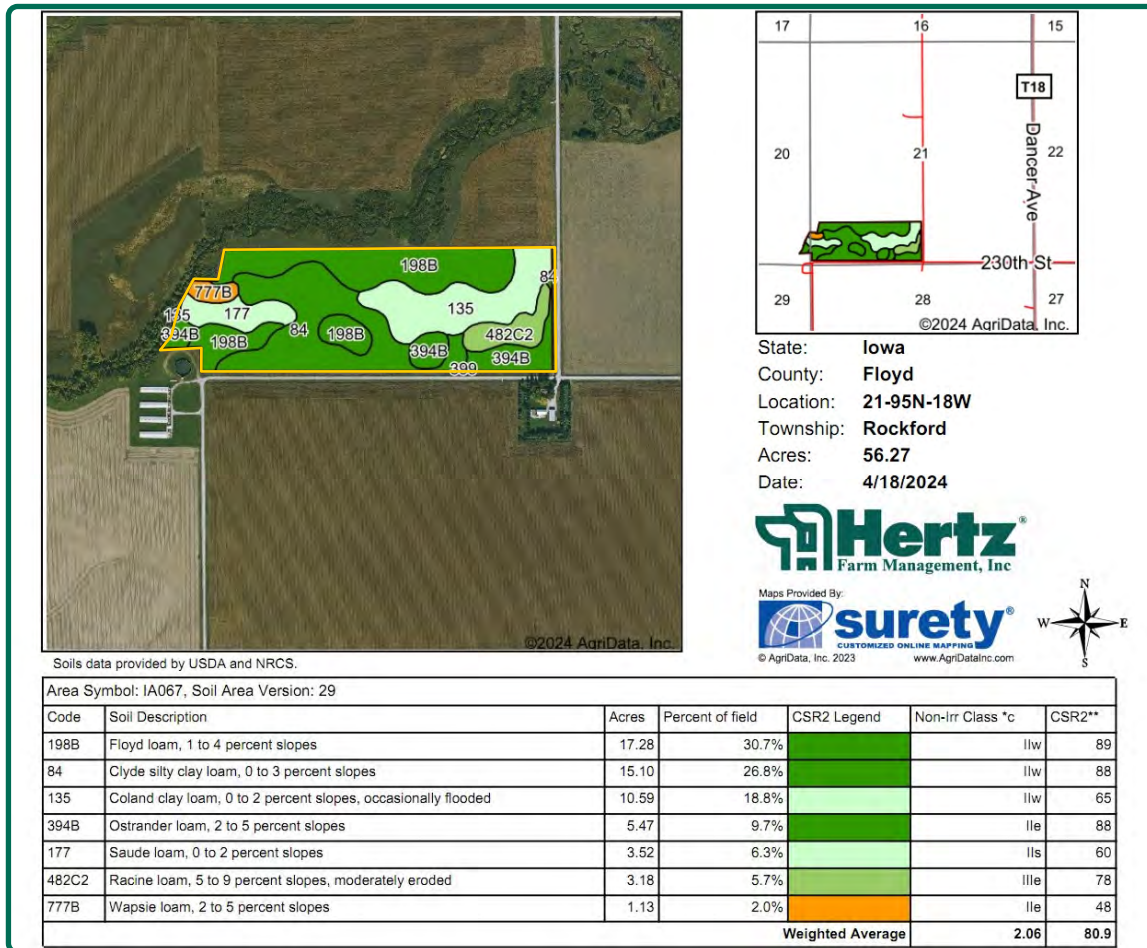 198B
84
777B
135
177
135
482C2
394B
84
198B
198B
394B
394B
399
©2024 AgriData, Inc.
Soils data provided by USDA and NRCS.
17 16 15
T18
Dancer Ave
20 21 22
230th St
29 28 27
©2024 AgriData, Inc.
State: Iowa
County: Floyd
Location: 21-95N-18W
Township: Rockford
Acres: 56.27
Date: 4/18/2024
Hertz®
Farm Management, Inc
Maps Provided By:
surety®
CUSTOMIZED ONLINE MAPPING
© AgriData, Inc. 2023 www.AgriDataInc.com
N
W E
S
Area Symbol: IA067, Soil Area Version: 29
Code Soil Description Acres Percent of field CSR2 Legend Non-Irr Class *c CSR2**
198B Floyd loam, 1 to 4 percent slopes 17.28 30.7% IIw 89
84 Clyde silty clay loam, 0 to 3 percent slopes 15.10 26.8% IIw 88
135 Coland clay loam, 0 to 2 percent slopes, occasionally flooded 10.59 18.8% IIw 65
394B Ostrander loam, 2 to 5 percent slopes 5.47 9.7% IIe 88
177 Saude loam, 0 to 2 percent slopes 3.52 6.3% IIs 60
482C2 Racine loam, 5 to 9 percent slopes, moderately eroded 3.18 5.7% IIIe 78
777B Wapsie loam, 2 to 5 percent slopes 1.13 2.0% IIe 48
Weighted Average 2.06 80.9